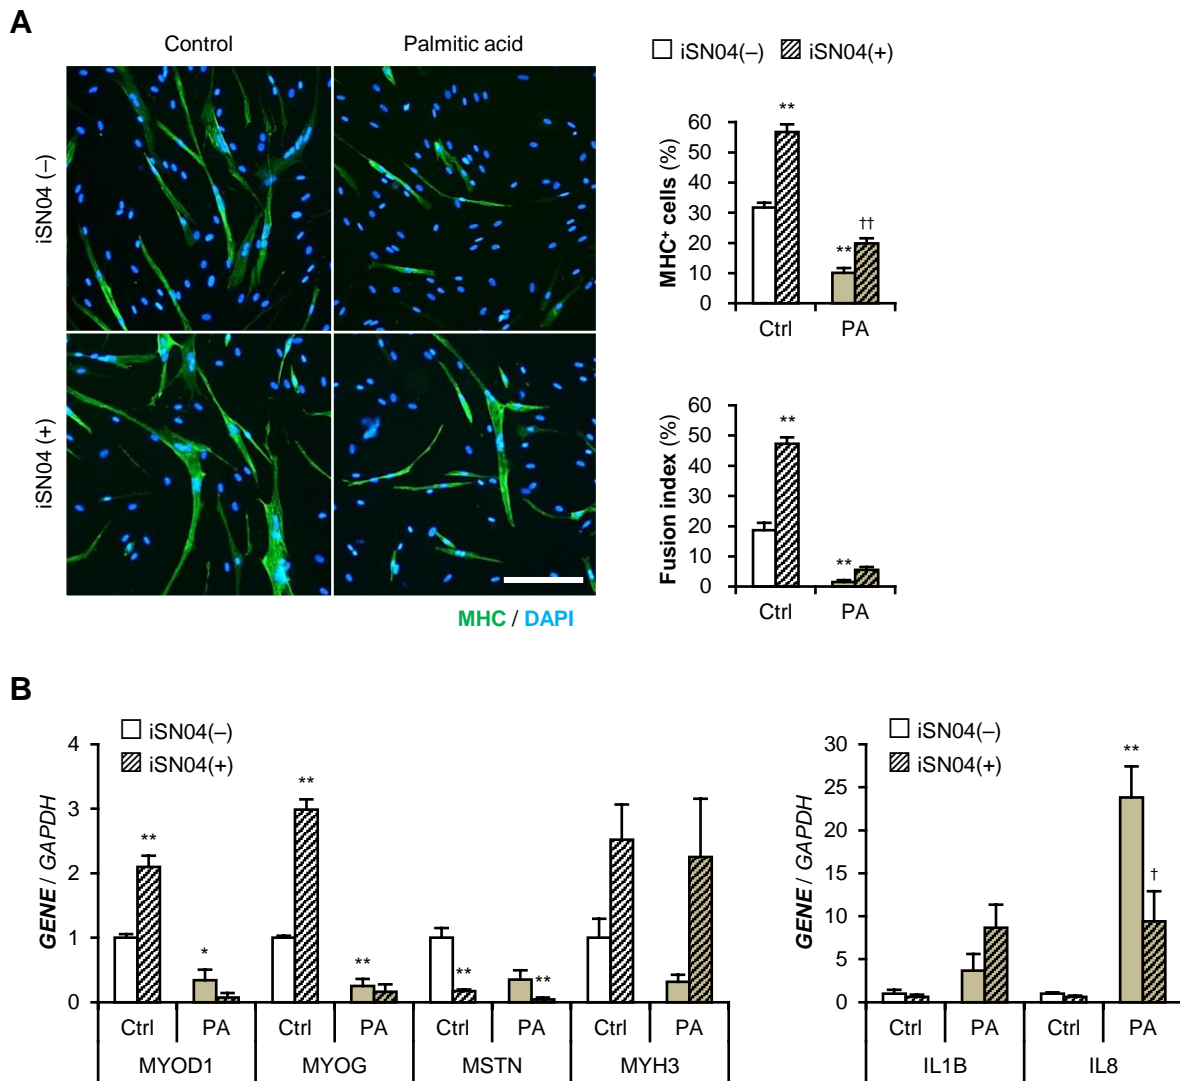 A
Control
Palmitic acid
iSN04 (–)
iSN04 (+)
MHC / DAPI
iSN04(–) iSN04(+)
MHC⁺ cells (%)
60
50
40
30
20
10
0
**
**
††
Ctrl PA
Fusion index (%)
60
50
40
30
20
10
0
**
**
Ctrl PA
B
iSN04(–)
iSN04(+)
GENE / GAPDH
4
3
2
1
0
**
*
**
**
**
**
Ctrl PA Ctrl PA Ctrl PA Ctrl PA
MYOD1 MYOG MSTN MYH3
iSN04(–)
iSN04(+)
GENE / GAPDH
30
25
20
15
10
5
0
**
†
Ctrl PA Ctrl PA
IL1B IL8